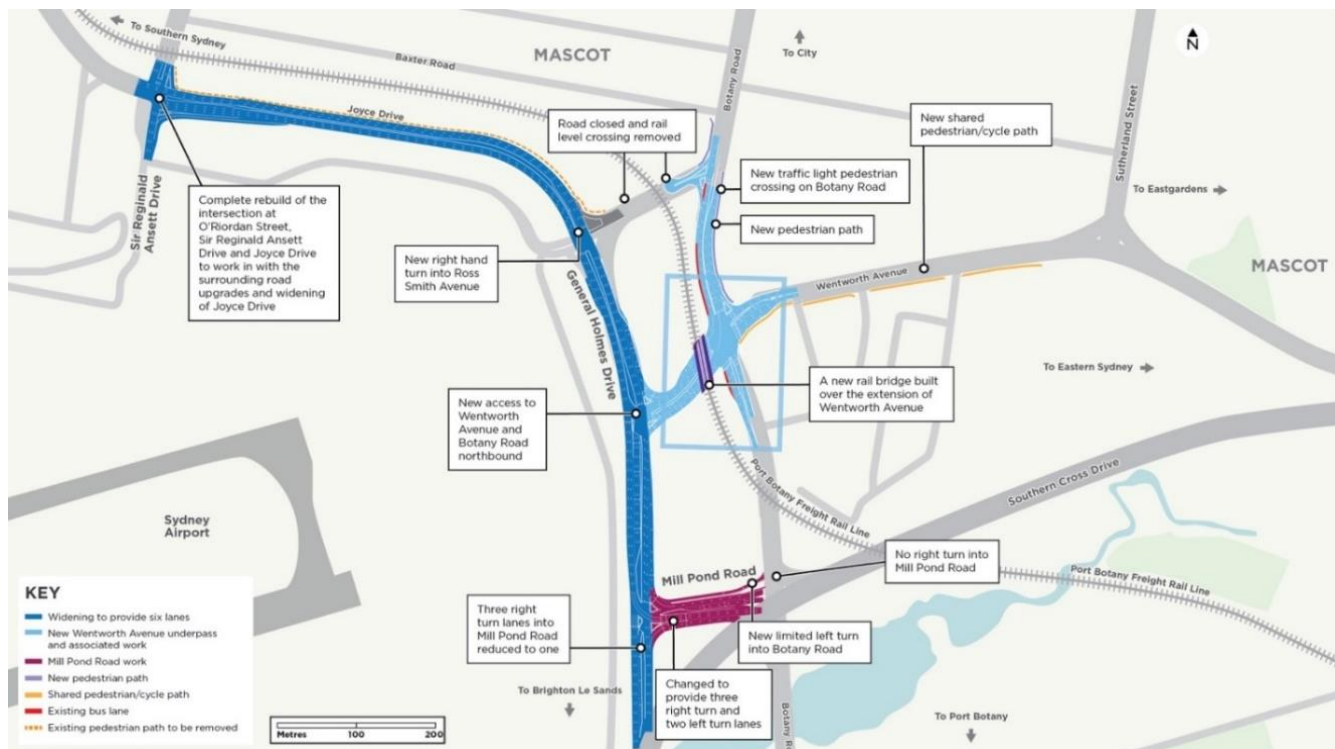 To Southern Sydney
MASCOT
Baxter Road
To City
Botany Road
N
Joyce Drive
Road closed and rail
level crossing removed
New shared
pedestrian/cycle path
Sutherland Street
New traffic light pedestrian
crossing on Botany Road
To Eastgardens
Sir Reginald
Ansett Drive
Complete rebuild of the
intersection at
O'Riordan Street,
Sir Reginald Ansett
Drive and Joyce Drive
to work in with the
surrounding road
upgrades and widening
of Joyce Drive
New pedestrian path
New right hand
turn into Ross
Smith Avenue
General Holmes Drive
Wentworth Avenue
MASCOT
To Eastern Sydney
A new rail bridge built
over the extension of
Wentworth Avenue
New access to
Wentworth
Avenue and
Botany Road
northbound
Port Botany Freight Rail Line
Southern Cross Drive
Sydney
Airport
No right turn into
Mill Pond Road
Port Botany Freight Rail Line
Mill Pond Road
KEY
Widening to provide six lanes
New Wentworth Avenue underpass
and associated work
Mill Pond Road work
New pedestrian path
Shared pedestrian/cycle path
Existing bus lane
Existing pedestrian path to be removed
Three right
turn lanes into
Mill Pond Road
reduced to one
New limited left turn
into Botany Road
Changed to
provide three
right turn and
two left turn lanes
To Brighton Le Sands
Botany Ro
To Port Botany
Metres 100 200